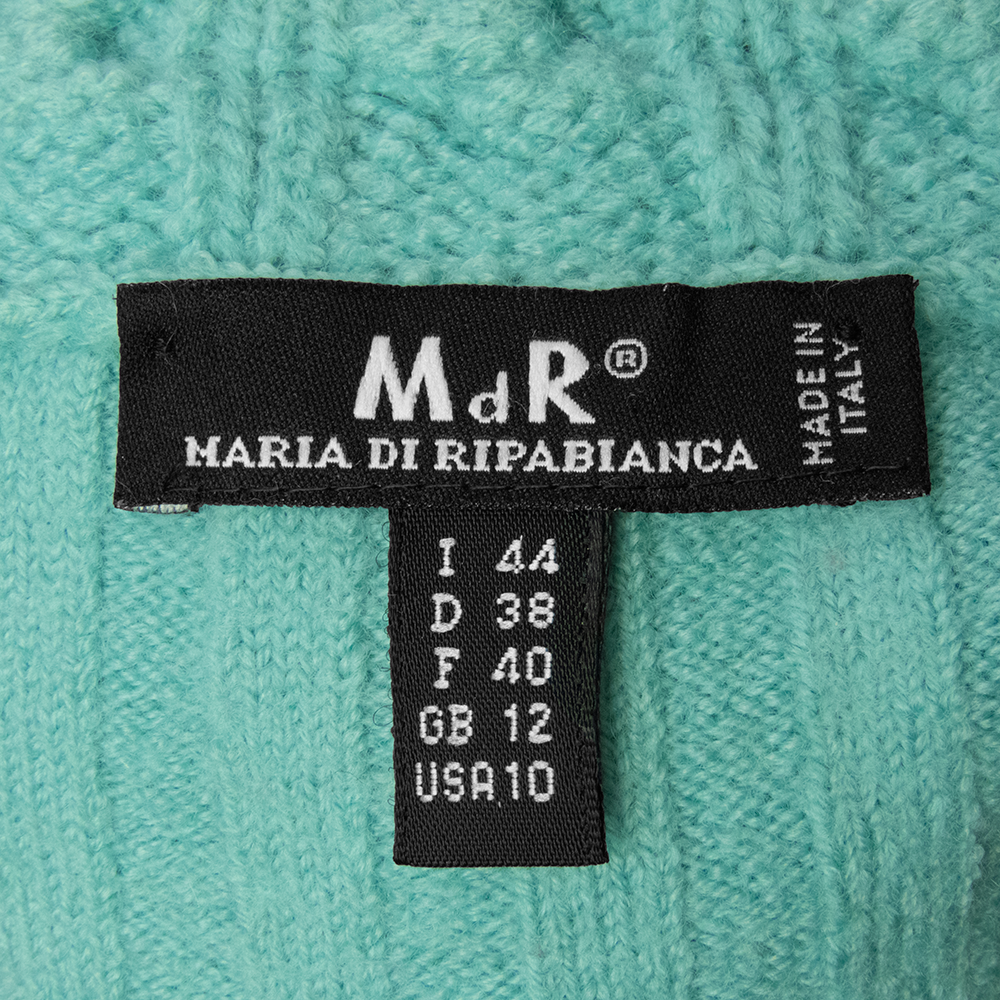 MdR®
MARIA DI RIPABIANCA
MADE IN
ITALY
I 44
D 38
F 40
GB 12
USA 10